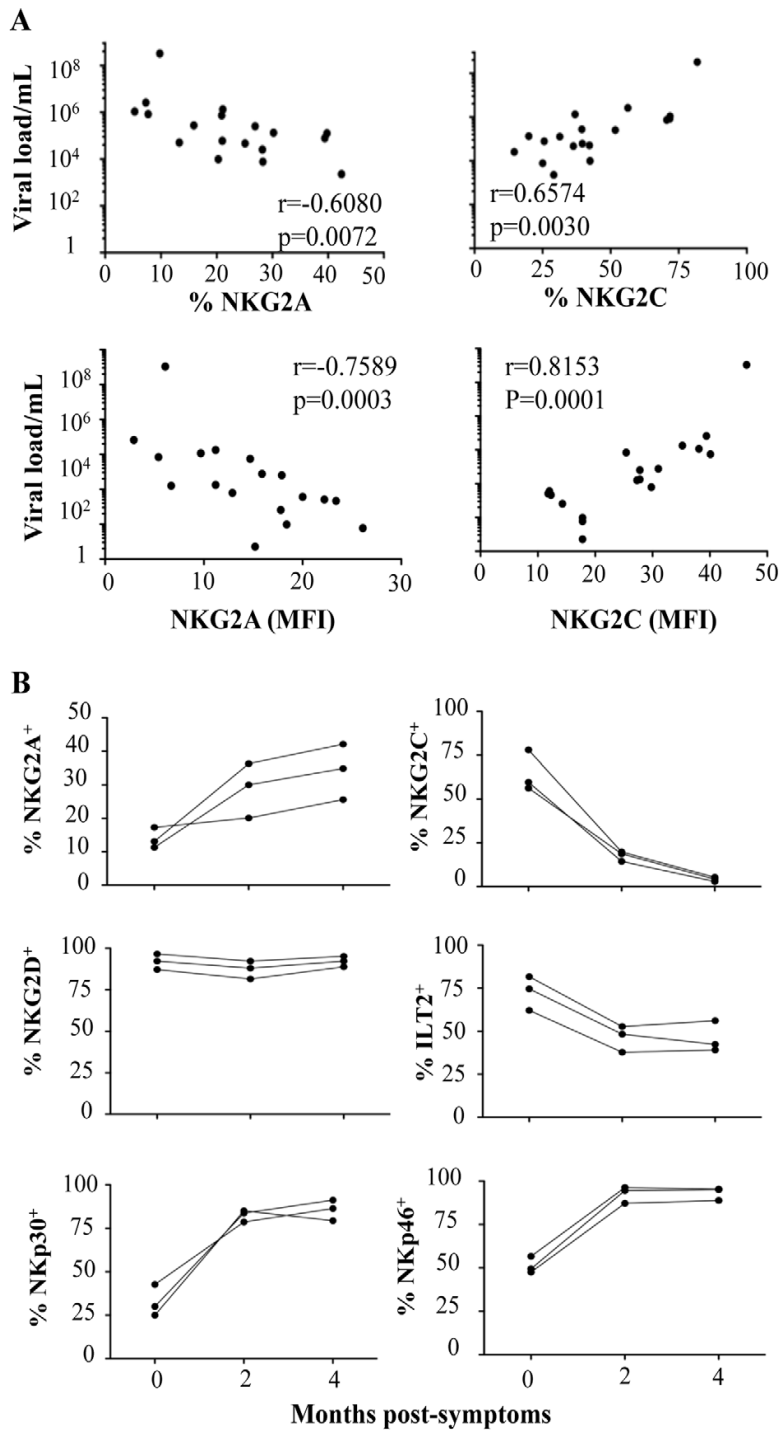 A
Viral load/mL
10⁸
10⁶
10⁴
10²
1
r=-0.6080
p=0.0072
0 10 20 30 40 50
% NKG2A
r=0.6574
p=0.0030
0 25 50 75 100
% NKG2C
Viral load/mL
10⁸
10⁶
10⁴
10²
1
r=-0.7589
p=0.0003
0 10 20 30
NKG2A (MFI)
r=0.8153
P=0.0001
0 10 20 30 40 50
NKG2C (MFI)
B
% NKG2A⁺
50
40
30
20
10
0
% NKG2C⁺
100
75
50
25
0
% NKG2D⁺
100
75
50
25
0
% ILT2⁺
100
75
50
25
0
% NKp30⁺
100
75
50
25
0
0 2 4
% NKp46⁺
100
75
50
25
0
0 2 4
Months post-symptoms